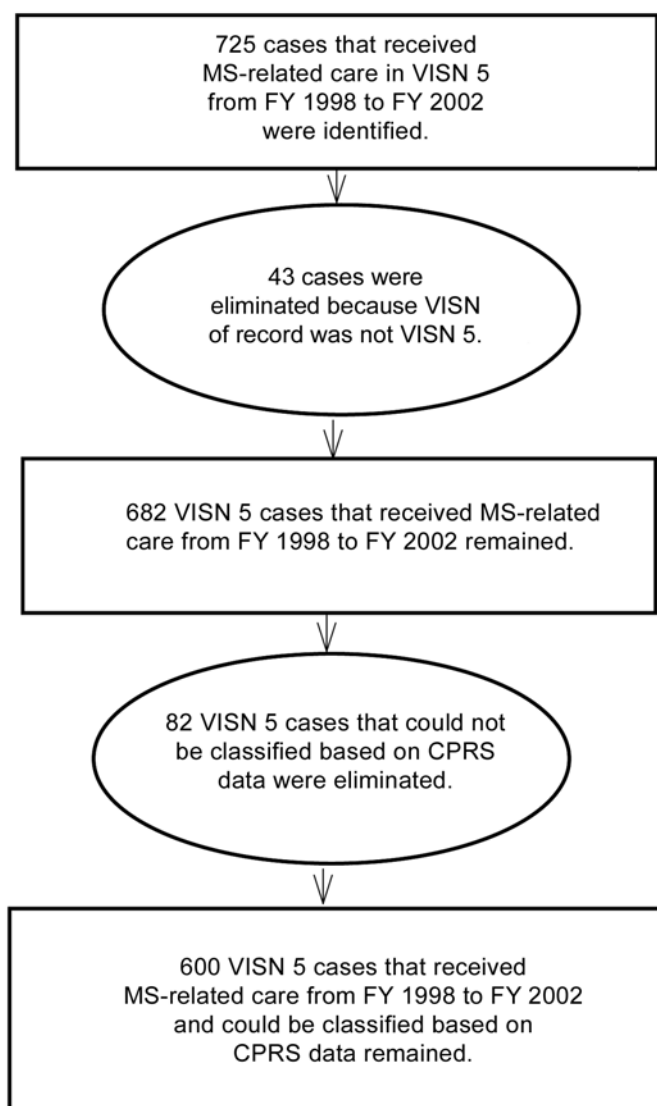 725 cases that received
MS-related care in VISN 5
from FY 1998 to FY 2002
were identified.
43 cases were
eliminated because VISN
of record was not VISN 5.
682 VISN 5 cases that received MS-related
care from FY 1998 to FY 2002 remained.
82 VISN 5 cases that could not
be classified based on CPRS
data were eliminated.
600 VISN 5 cases that received
MS-related care from FY 1998 to FY 2002
and could be classified based on
CPRS data remained.